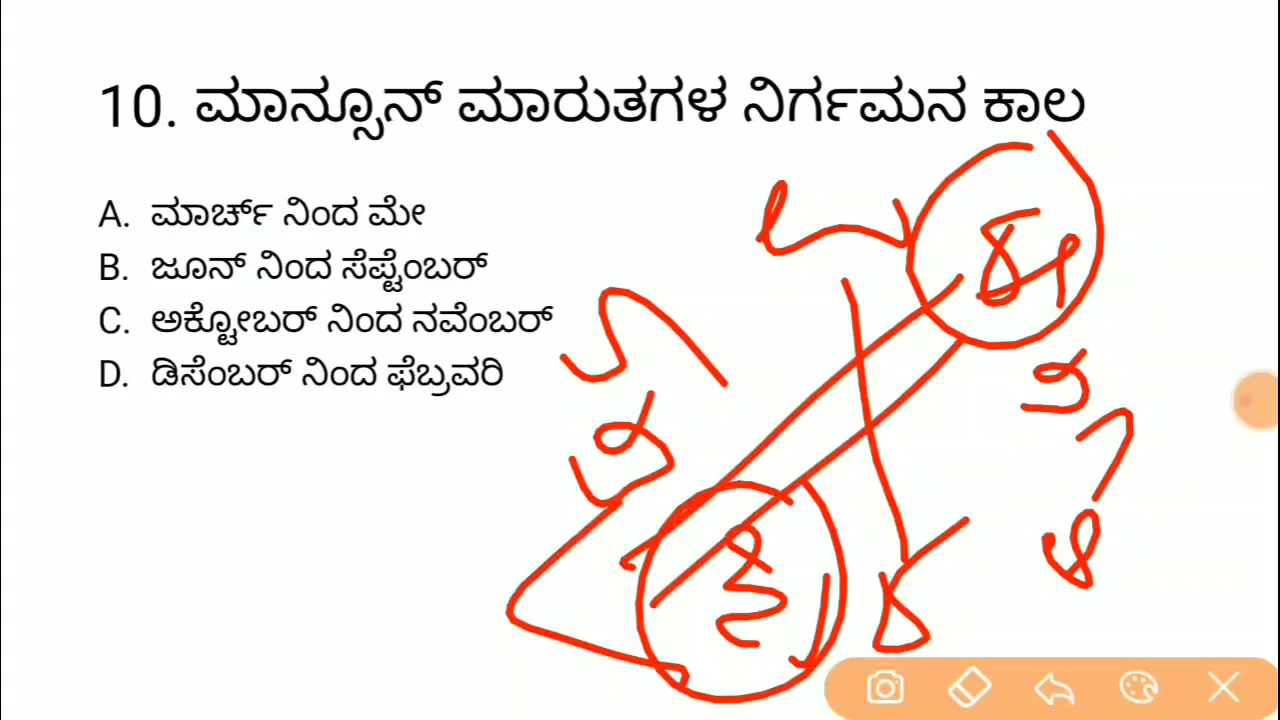 10. ಮಾನ್ಸೂನ್ ಮಾರುತಗಳ ನಿರ್ಗಮನ ಕಾಲ
A. ಮಾರ್ಚ್ ನಿಂದ ಮೇ
B. ಜೂನ್ ನಿಂದ ಸೆಪ್ಟೆಂಬರ್
C. ಅಕ್ಟೋಬರ್ ನಿಂದ ನವೆಂಬರ್
D. ಡಿಸೆಂಬರ್ ನಿಂದ ಫೆಬ್ರವರಿ